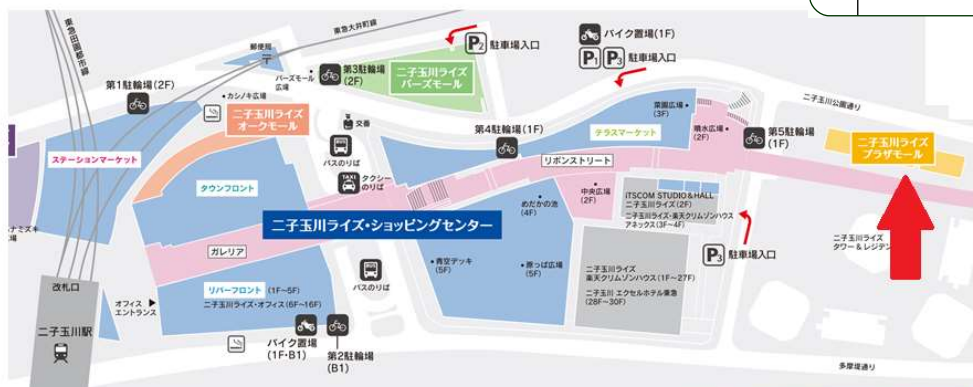 東急田園都市線
東急大井町線
郵便局
P2 駐車場入口
バイク置場(1F)
P1 P3 駐車場入口
バーズモール
広場
第3駐輪場
(2F)
二子玉川ライズ
バーズモール
第1駐輪場(2F)
カシノキ広場
二子玉川ライズ
オークモール
交番
菜園広場
(3F)
二子玉川公園通り
ステーションマーケット
バスのりば
第4駐輪場(1F)
テラスマーケット
噴水広場
(2F)
第5駐輪場
(1F)
二子玉川ライズ
プラザモール
タウンフロント
TAXI
タクシー
のりば
リボンストリート
中央広場
(2F)
iTSCOM STUDIO&HALL
二子玉川ライズ(2F)
めだかの池
(4F)
二子玉川ライズ・楽天クリムゾンハウス
アネックス(3F~4F)
二子玉川ライズ・ショッピングセンター
ガレリア
青空デッキ
(5F)
原っぱ広場
(5F)
P3 駐車場入口
二子玉川ライズ
タワー&レジデン
バスのりば
二子玉川ライズ
楽天クリムゾンハウス(1F~27F)
二子玉川 エクセルホテル東急
(28F~30F)
改札口
リバーフロント (1F~5F)
二子玉川ライズ・オフィス(6F~16F)
オフィス
エントランス
二子玉川駅
バイク置場
(1F・B1)
第2駐輪場
(B1)
多摩堤通り